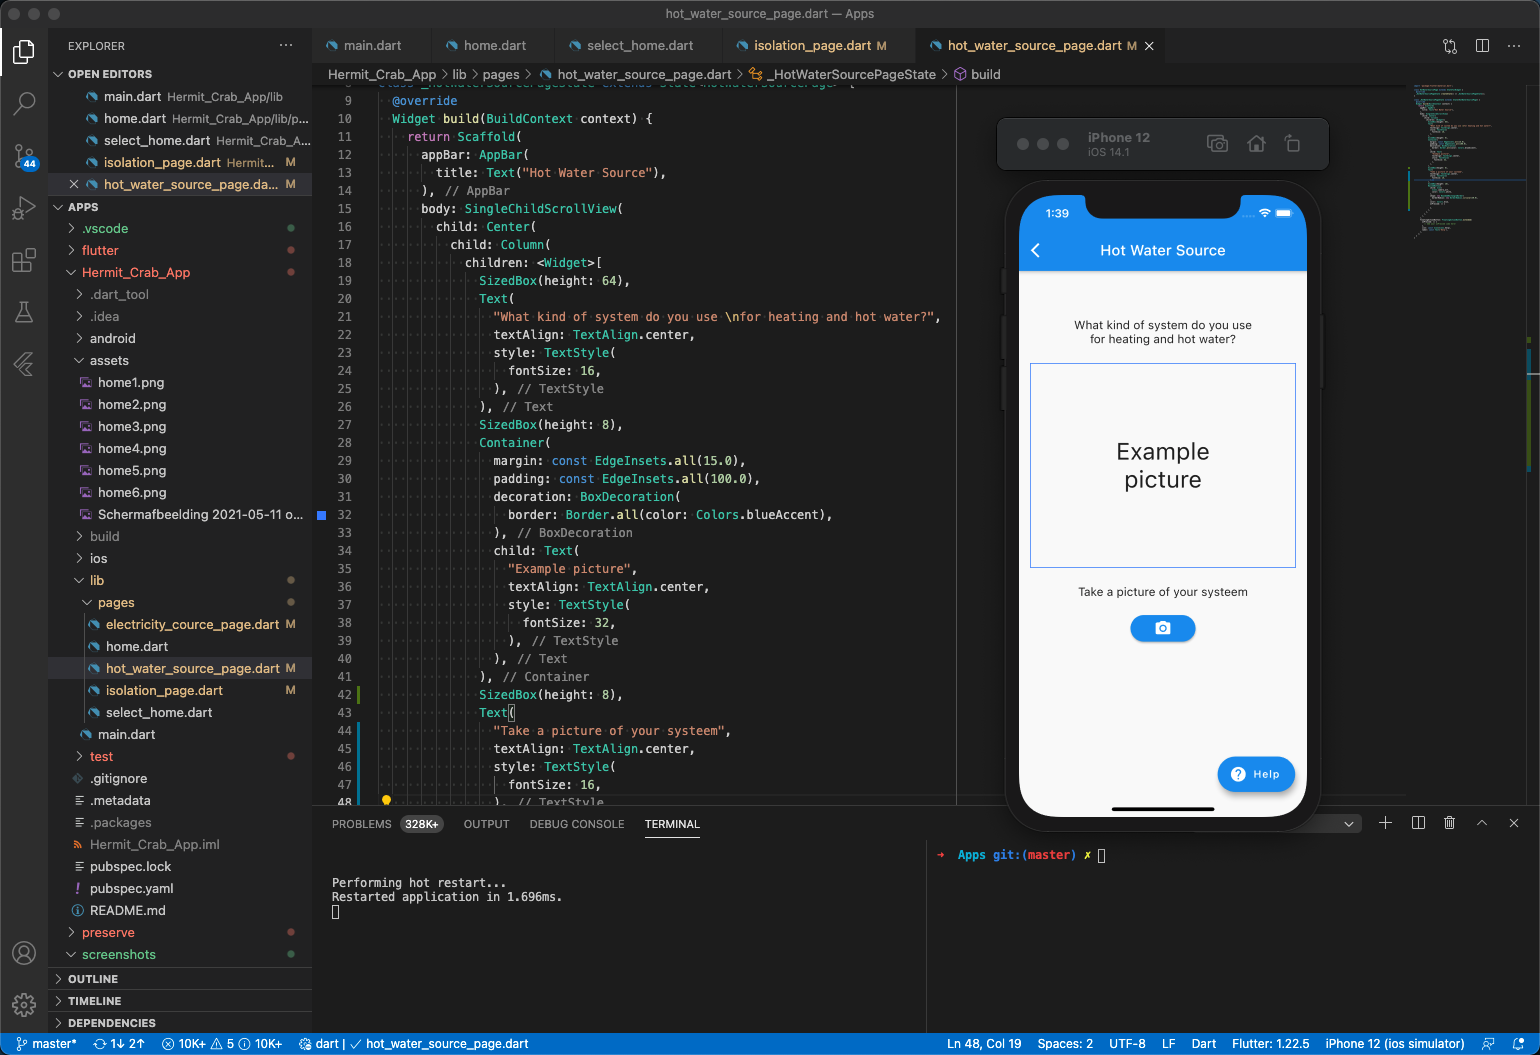 hot_water_source_page.dart — Apps
EXPLORER
main.dart
home.dart
select_home.dart
isolation_page.dart M
hot_water_source_page.dart M
Hermit_Crab_App > lib > pages > hot_water_source_page.dart > _HotWaterSourcePageState > build
OPEN EDITORS
main.dart Hermit_Crab_App/lib
home.dart Hermit_Crab_App/lib/p...
select_home.dart Hermit_Crab_A...
isolation_page.dart Hermit... M
hot_water_source_page.da... M
APPS
.vscode
flutter
Hermit_Crab_App
.dart_tool
.idea
android
assets
home1.png
home2.png
home3.png
home4.png
home5.png
home6.png
Schermafbeelding 2021-05-11 o...
build
ios
lib
pages
electricity_cource_page.dart M
home.dart
hot_water_source_page.dart M
isolation_page.dart M
select_home.dart
main.dart
test
.gitignore
.metadata
.packages
Hermit_Crab_App.iml
pubspec.lock
pubspec.yaml
README.md
preserve
screenshots
OUTLINE
TIMELINE
DEPENDENCIES
44
8 class _HotWaterSourcePageState extends State<HotWaterSourcePage> {
9 @override
10 Widget build(BuildContext context) {
11 return Scaffold(
12 appBar: AppBar(
13 title: Text("Hot Water Source"),
14 ), // AppBar
15 body: SingleChildScrollView(
16 child: Center(
17 child: Column(
18 children: <Widget>[
19 SizedBox(height: 64),
20 Text(
21 "What kind of system do you use \nfor heating and hot water?",
22 textAlign: TextAlign.center,
23 style: TextStyle(
24 fontSize: 16,
25 ), // TextStyle
26 ), // Text
27 SizedBox(height: 8),
28 Container(
29 margin: const EdgeInsets.all(15.0),
30 padding: const EdgeInsets.all(100.0),
31 decoration: BoxDecoration(
32 border: Border.all(color: Colors.blueAccent),
33 ), // BoxDecoration
34 child: Text(
35 "Example picture",
36 textAlign: TextAlign.center,
37 style: TextStyle(
38 fontSize: 32,
39 ), // TextStyle
40 ), // Text
41 ), // Container
42 SizedBox(height: 8),
43 Text(
44 "Take a picture of your systeem",
45 textAlign: TextAlign.center,
46 style: TextStyle(
47 fontSize: 16,
48 ), // TextStyle
iPhone 12
iOS 14.1
1:39
Hot Water Source
What kind of system do you use
for heating and hot water?
Example
picture
Take a picture of your systeem
Help
PROBLEMS 328K+ OUTPUT DEBUG CONSOLE TERMINAL
Performing hot restart...
Restarted application in 1.696ms.
➜ Apps git:(master) ✗
master* 1↓ 2↑ 10K+ 5 10K+ dart | ✓ hot_water_source_page.dart
Ln 48, Col 19 Spaces: 2 UTF-8 LF Dart Flutter: 1.22.5 iPhone 12 (ios simulator)